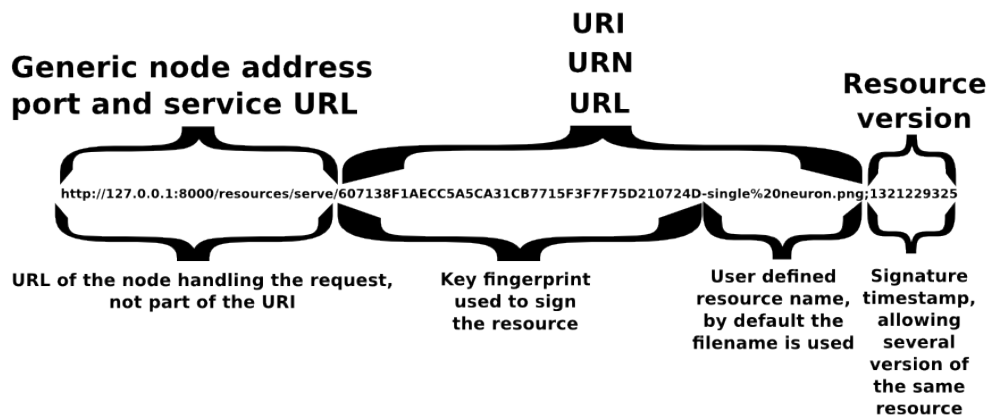 URI
URN
URL
Generic node address
port and service URL
Resource
version
http://127.0.0.1:8000/resources/serve/607138F1AECC5A5CA31CB7715F3F7F75D210724D-single%20neuron.png;1321229325
URL of the node handling the request,
not part of the URI
Key fingerprint
used to sign
the resource
User defined
resource name,
by default the
filename is used
Signature
timestamp,
allowing
several
version of
the same
resource